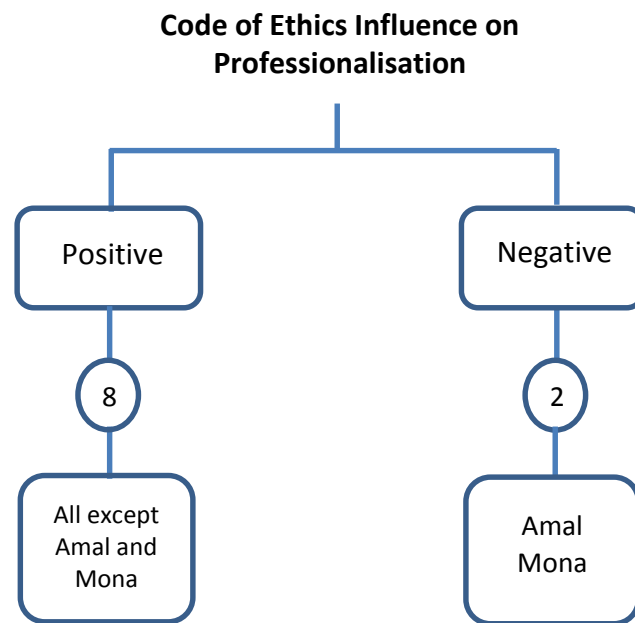 Code of Ethics Influence on
Professionalisation
Positive
Negative
8
2
All except
Amal and
Mona
Amal
Mona